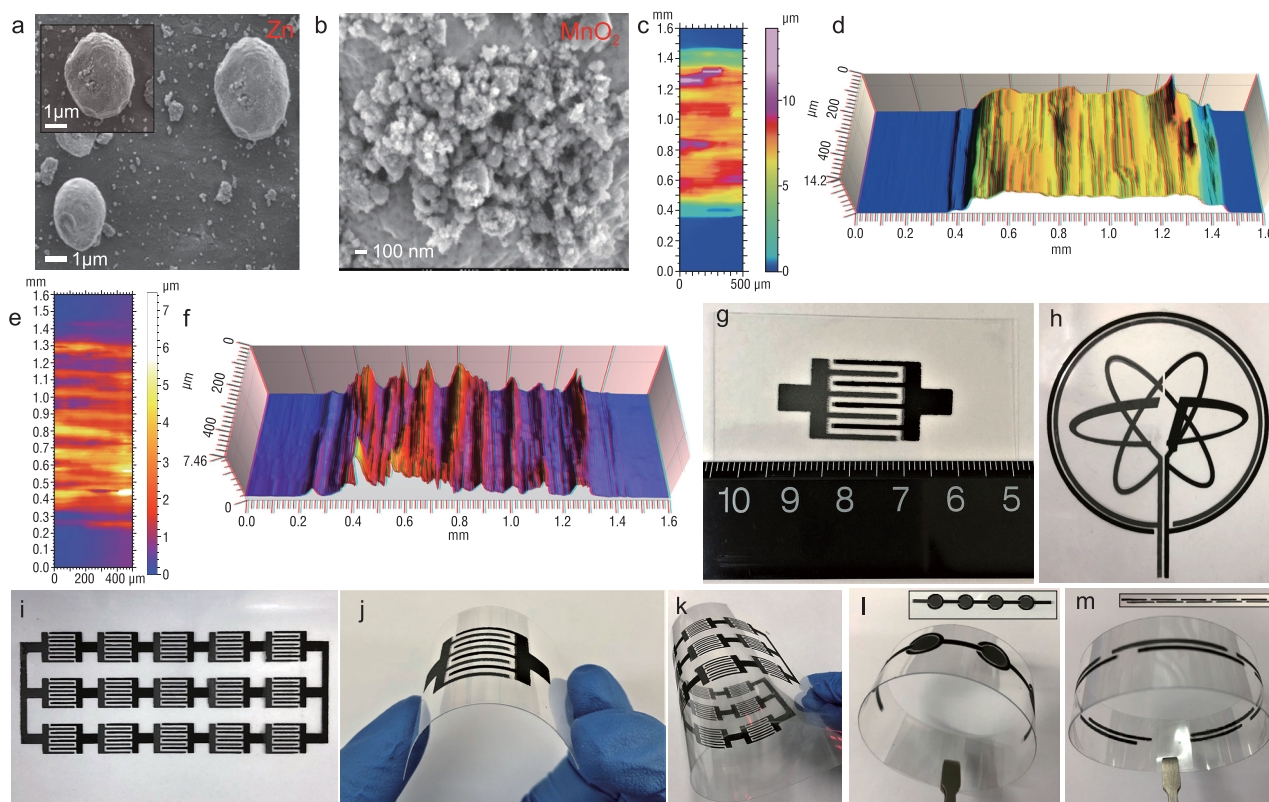 a
Zn
1μm
1μm
b
MnO2
100 nm
c
mm
1.6
1.4
1.2
1.0
0.8
0.6
0.4
0.2
0.0
0
500 μm
μm
10
5
0
d
0
200
400
14.2
μm
0.0
0.2
0.4
0.6
0.8
1.0
1.2
1.4
1.6
mm
e
mm
1.6
1.5
1.4
1.3
1.2
1.1
1.0
0.9
0.8
0.7
0.6
0.5
0.4
0.3
0.2
0.1
0.0
0
200
400 μm
μm
7
6
5
4
3
2
1
0
f
0
200
400
7.46
0
μm
0.0
0.2
0.4
0.6
0.8
1.0
1.2
1.4
1.6
mm
g
10 9 8 7 6 5
h
i
j
k
l
m